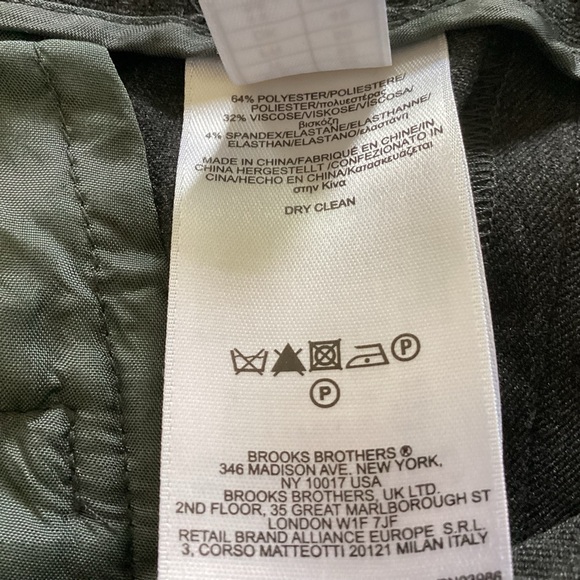 64% POLYESTER/POLIESTERE/
POLIESTER/πολυεστέρας
32% VISCOSE/VISKOSE/VISCOSA/
βισκόζη
4% SPANDEX/ELASTANE/ELASTHANNE/
ELASTHAN/ELASTANO/ελαστάνη
MADE IN CHINA/FABRIQUÉ EN CHINE/IN
CHINA HERGESTELLT /CONFEZIONATO IN
CINA/HECHO EN CHINA/Κατασκευάζεται
στην Κίνα
DRY CLEAN
P
P
BROOKS BROTHERS ®
346 MADISON AVE. NEW YORK,
NY 10017 USA
BROOKS BROTHERS, UK LTD.
2ND FLOOR, 35 GREAT MARLBOROUGH ST
LONDON W1F 7JF
RETAIL BRAND ALLIANCE EUROPE S.R.L.
3, CORSO MATTEOTTI 20121 MILAN ITALY